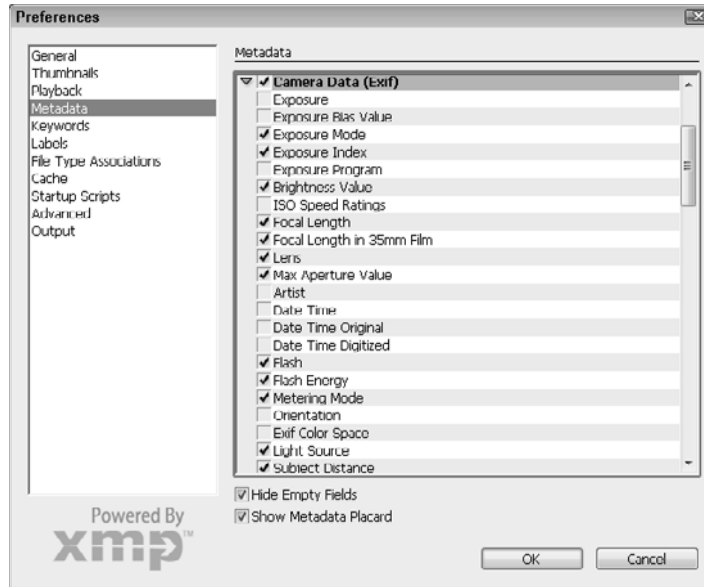 Preferences
General
Thumbnails
Playback
Metadata
Keywords
Labels
File Type Associations
Cache
Startup Scripts
Advanced
Output
Metadata
Camera Data (Exif)
Exposure
Exposure Bias Value
Exposure Mode
Exposure Index
Exposure Program
Brightness Value
ISO Speed Ratings
Focal Length
Focal Length in 35mm Film
Lens
Max Aperture Value
Artist
Date Time
Date Time Original
Date Time Digitized
Flash
Flash Energy
Metering Mode
Orientation
Exif Color Space
Light Source
Subject Distance
Hide Empty Fields
Show Metadata Placard
Powered By
xmp™
OK
Cancel